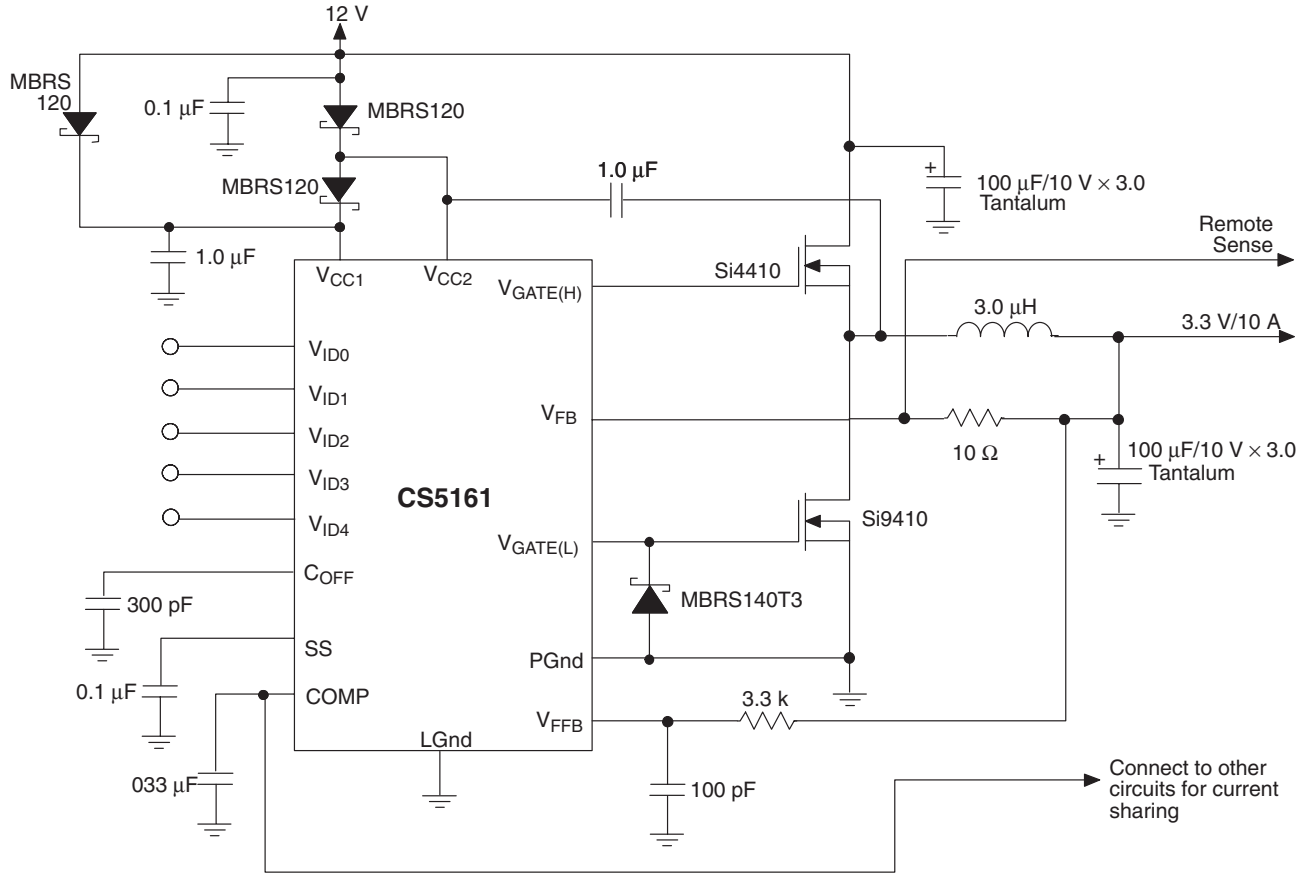 12 V
MBRS
120
0.1 μF
MBRS120
MBRS120
1.0 μF
100 μF/10 V × 3.0
Tantalum
Remote
Sense
1.0 μF
VCC1
VCC2
VGATE(H)
Si4410
3.0 μH
3.3 V/10 A
VID0
VID1
VID2
VID3
VID4
VFB
10 Ω
100 μF/10 V × 3.0
Tantalum
CS5161
VGATE(L)
Si9410
COFF
300 pF
MBRS140T3
SS
0.1 μF
PGnd
COMP
VFFB
3.3 k
LGnd
033 μF
100 pF
Connect to other
circuits for current
sharing